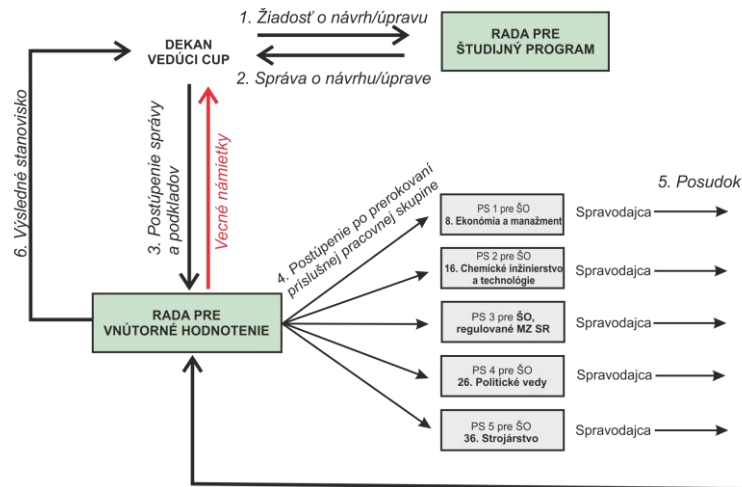 1. Žiadosť o návrh/úpravu
DEKAN
VEDÚCI CUP
RADA PRE
ŠTUDIJNÝ PROGRAM
2. Správa o návrhu/úprave
6. Výsledné stanovisko
3. Postúpenie správy
a podkladov
Vecné námietky
4. Postúpenie po prerokovaní
príslušnej pracovnej skupine
5. Posudok
PS 1 pre ŠO
8. Ekonómia a manažment
Spravodajca
PS 2 pre ŠO
16. Chemické inžinierstvo
a technológie
Spravodajca
RADA PRE
VNÚTORNÉ HODNOTENIE
PS 3 pre ŠO,
regulované MZ SR
Spravodajca
PS 4 pre ŠO
26. Politické vedy
Spravodajca
PS 5 pre ŠO
36. Strojárstvo
Spravodajca